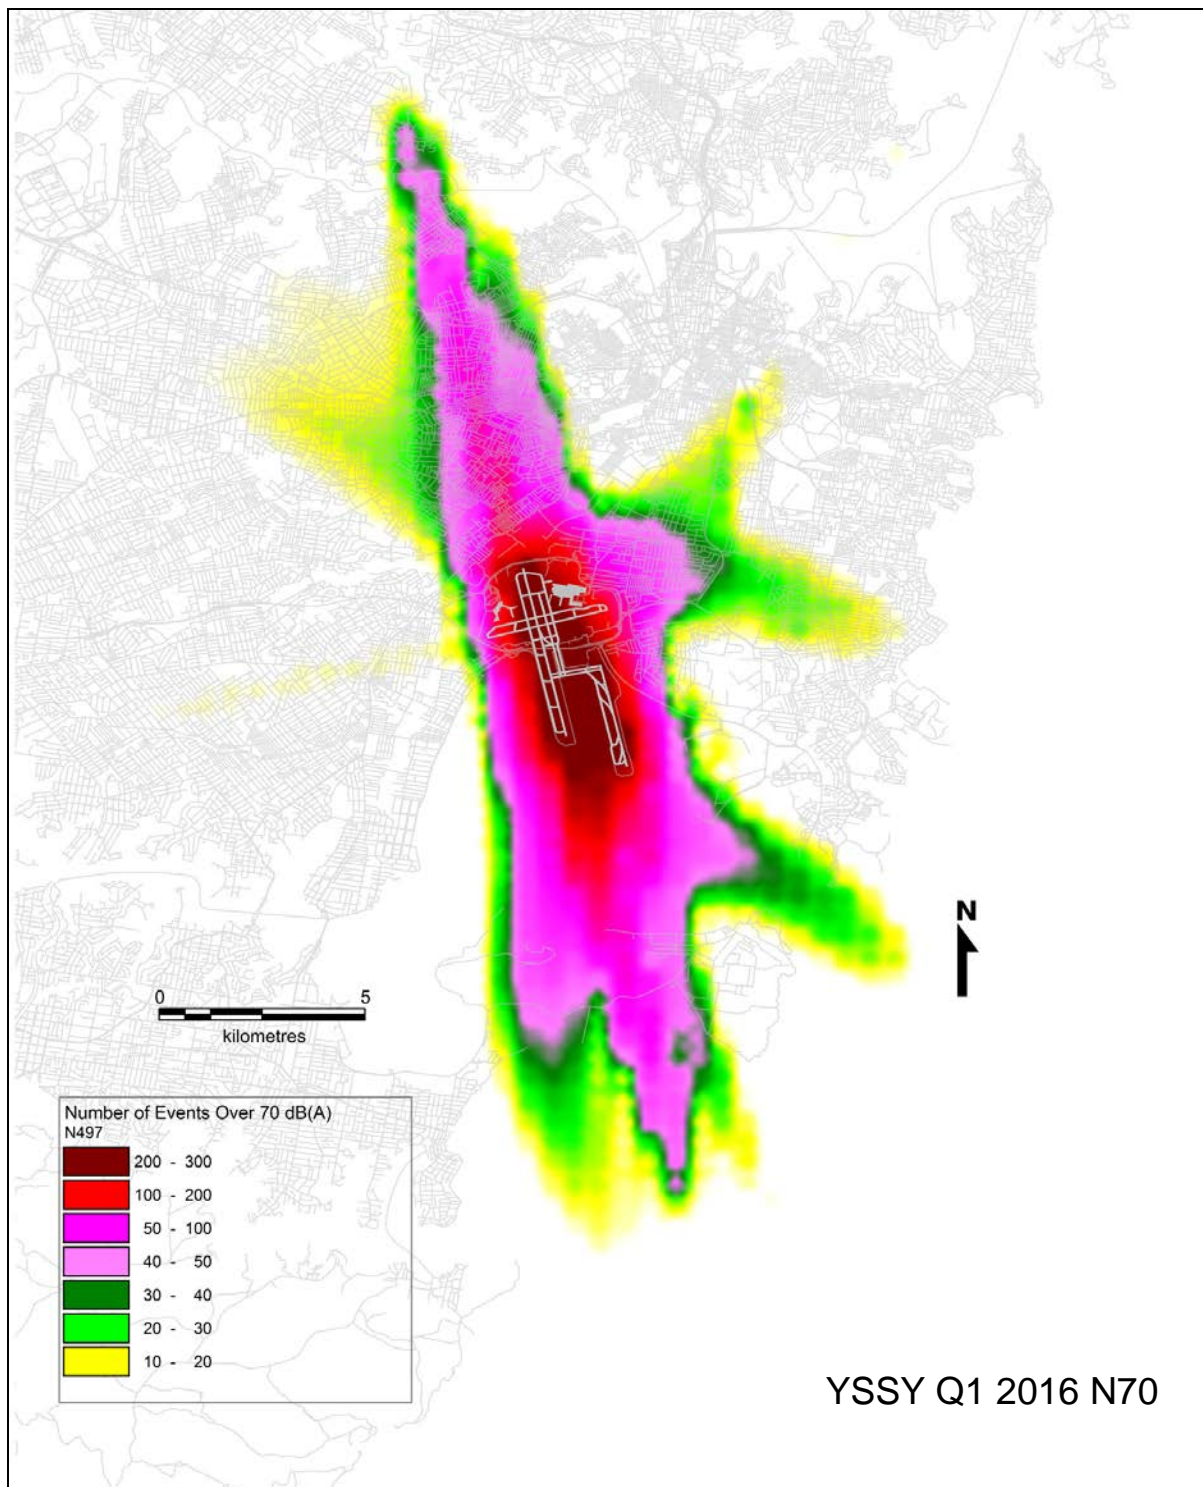 N
0 5
kilometres
Number of Events Over 70 dB(A)
N497
200 - 300
100 - 200
50 - 100
40 - 50
30 - 40
20 - 30
10 - 20
YSSY Q1 2016 N70